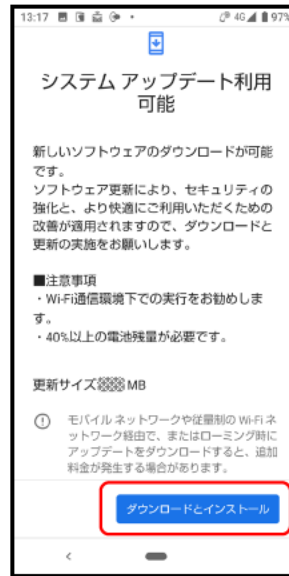 13:17 4G 97%
システム アップデート利用
可能
新しいソフトウェアのダウンロードが可能
です。
ソフトウェア更新により、セキュリティの
強化と、より快適にご利用いただくための
改善が適用されますので、ダウンロードと
更新の実施をお願いします。
■注意事項
・Wi-Fi通信環境下での実行をお勧めしま
す。
・40%以上の電池残量が必要です。
更新サイズ MB
モバイル ネットワークや従量制の Wi-Fi ネ
ットワーク経由で、またはローミング時に
アップデートをダウンロードすると、追加
料金が発生する場合があります。
ダウンロードとインストール